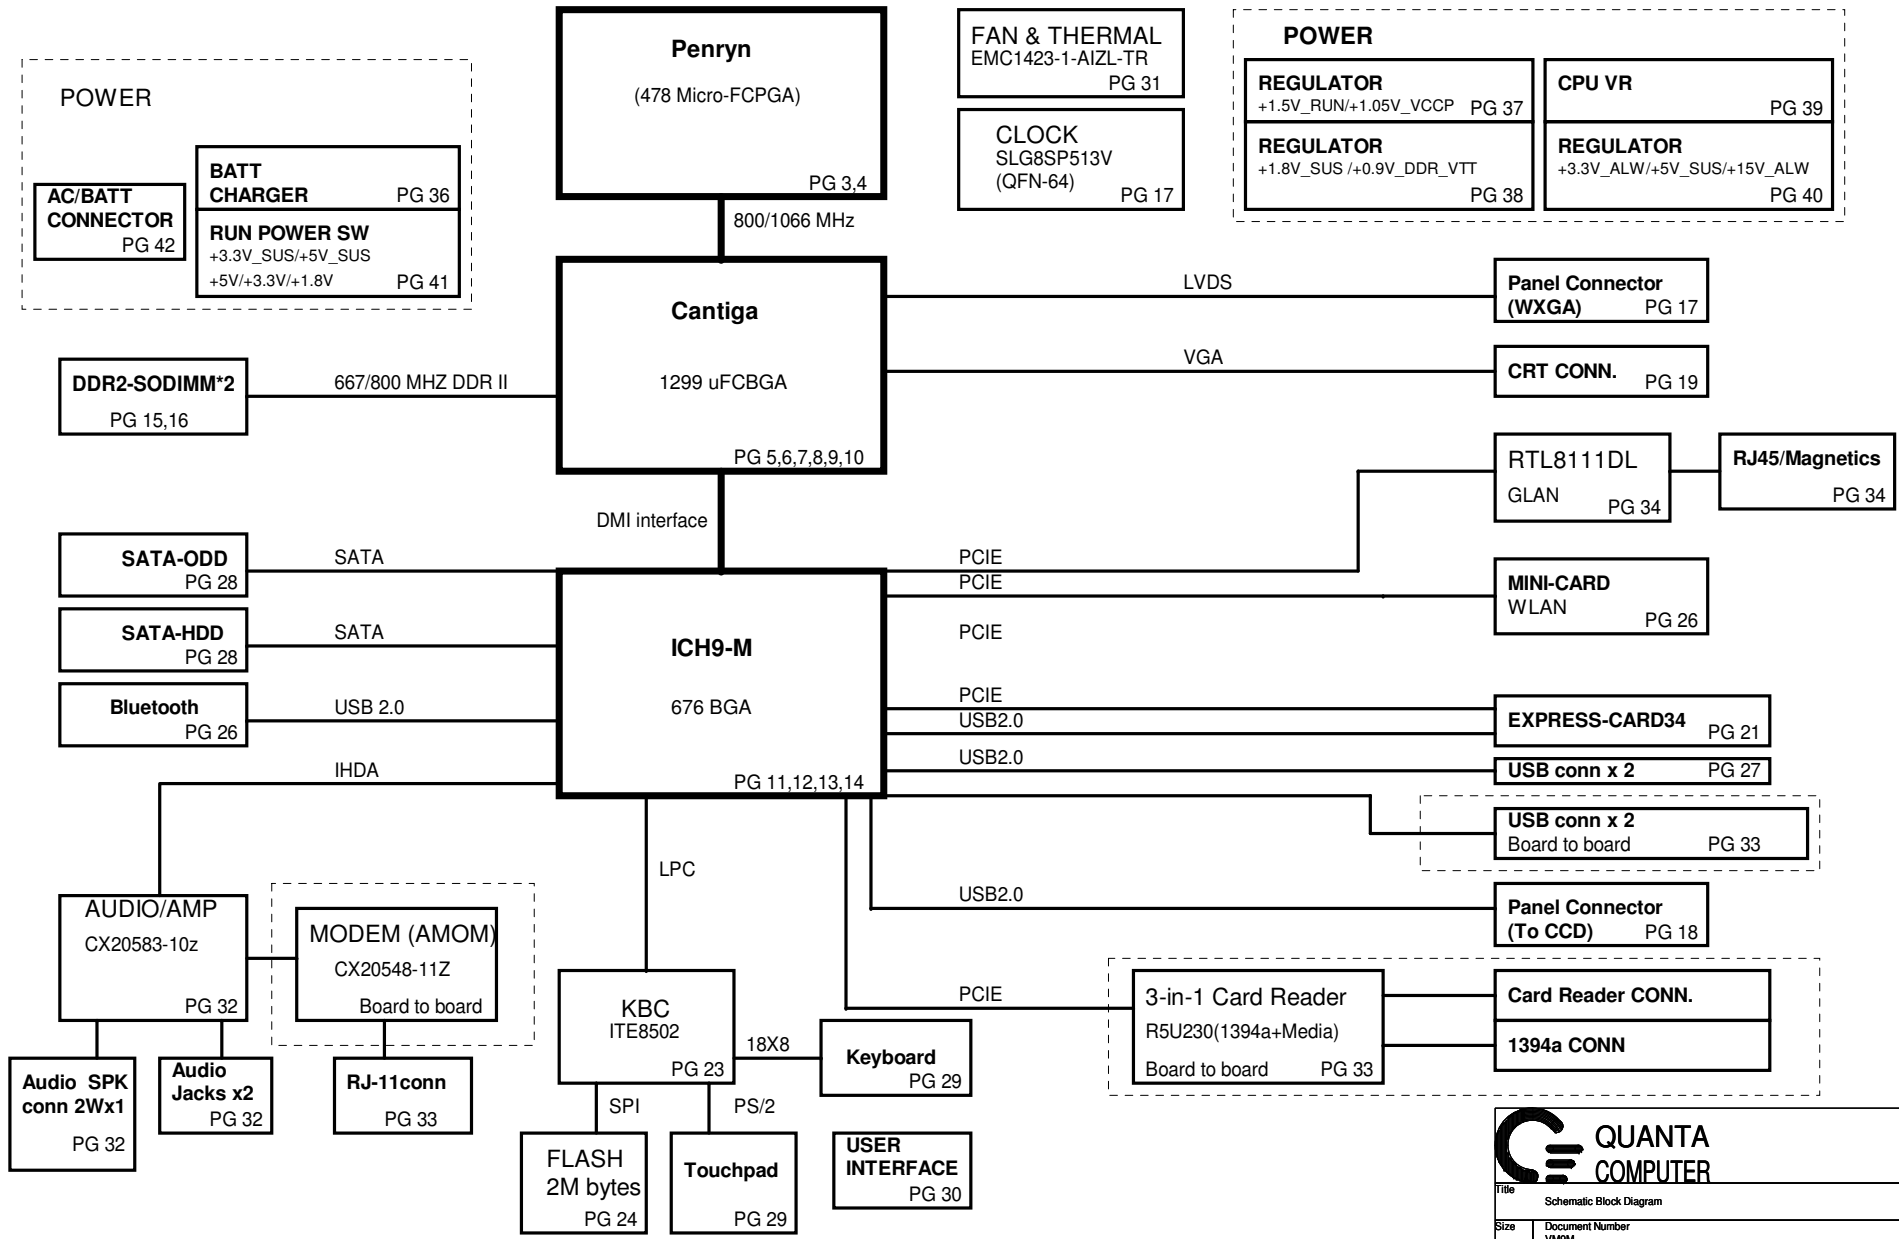 Penryn
(478 Micro-FCPGA)
PG 3,4
FAN & THERMAL
EMC1423-1-AIZL-TR
PG 31
CLOCK
SLG8SP513V
(QFN-64)
PG 17
POWER
REGULATOR
+1.5V_RUN/+1.05V_VCCP PG 37
CPU VR
PG 39
REGULATOR
+1.8V_SUS /+0.9V_DDR_VTT
PG 38
REGULATOR
+3.3V_ALW/+5V_SUS/+15V_ALW
PG 40
POWER
AC/BATT
CONNECTOR
PG 42
BATT
CHARGER PG 36
RUN POWER SW
+3.3V_SUS/+5V_SUS
+5V/+3.3V/+1.8V PG 41
800/1066 MHz
Cantiga
1299 uFCBGA
PG 5,6,7,8,9,10
LVDS
Panel Connector
(WXGA) PG 17
VGA
CRT CONN. PG 19
DDR2-SODIMM*2
PG 15,16
667/800 MHZ DDR II
RTL8111DL
GLAN PG 34
RJ45/Magnetics
PG 34
DMI interface
SATA-ODD
PG 28
SATA
SATA-HDD
PG 28
SATA
Bluetooth
PG 26
USB 2.0
IHDA
ICH9-M
676 BGA
PG 11,12,13,14
PCIE
PCIE
MINI-CARD
WLAN
PG 26
PCIE
PCIE
USB2.0
EXPRESS-CARD34
PG 21
USB2.0
USB conn x 2 PG 27
USB conn x 2
Board to board PG 33
LPC
USB2.0
Panel Connector
(To CCD) PG 18
AUDIO/AMP
CX20583-10z
PG 32
MODEM (AMOM)
CX20548-11Z
Board to board
KBC
ITE8502
PG 23
18X8
Keyboard
PG 29
PCIE
3-in-1 Card Reader
R5U230(1394a+Media)
Board to board PG 33
Card Reader CONN.
1394a CONN
Audio SPK
conn 2Wx1
PG 32
Audio
Jacks x2
PG 32
RJ-11conn
PG 33
SPI
PS/2
FLASH
2M bytes
PG 24
Touchpad
PG 29
USER
INTERFACE
PG 30
QUANTA
COMPUTER
Title
Schematic Block Diagram
Size Document Number